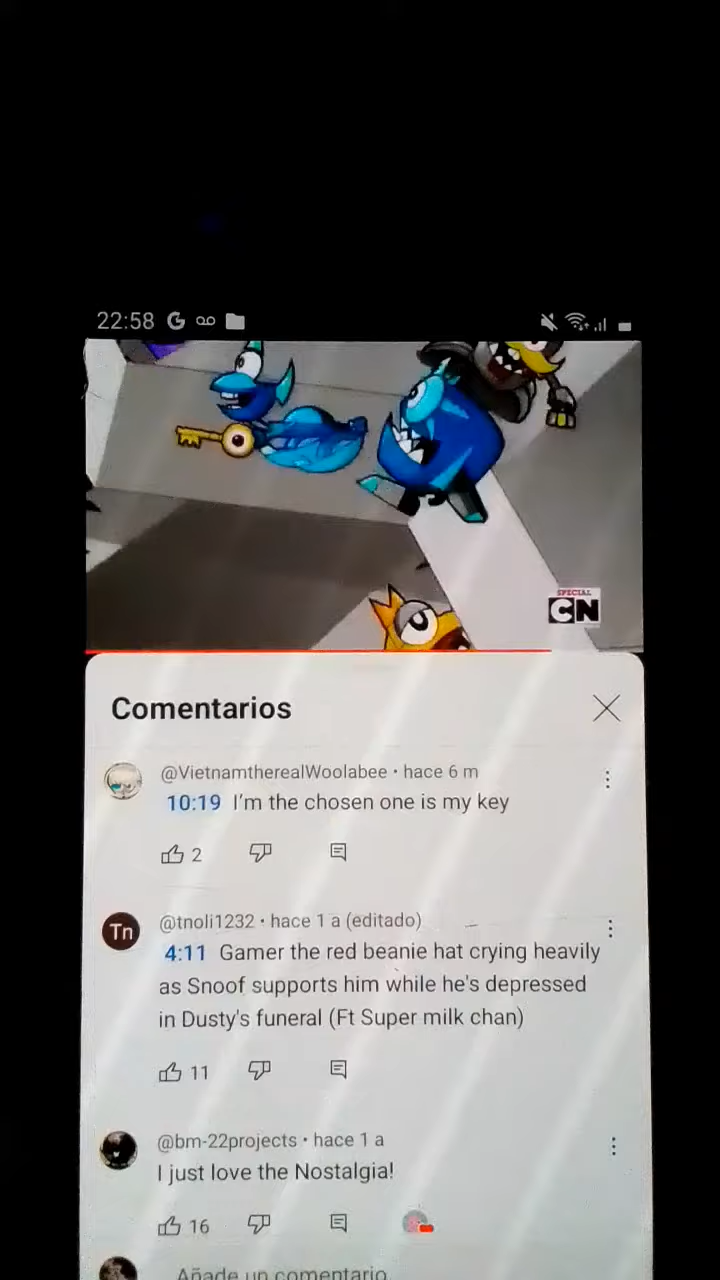 22:58
SPECIAL
CN
Comentarios
@VietnamtherealWoolabee • hace 6 m
10:19 I'm the chosen one is my key
2
Tn
@tnoli1232 • hace 1 a (editado)
4:11 Gamer the red beanie hat crying heavily
as Snoof supports him while he's depressed
in Dusty's funeral (Ft Super milk chan)
11
@bm-22projects • hace 1 a
I just love the Nostalgia!
16
Añade un comentario